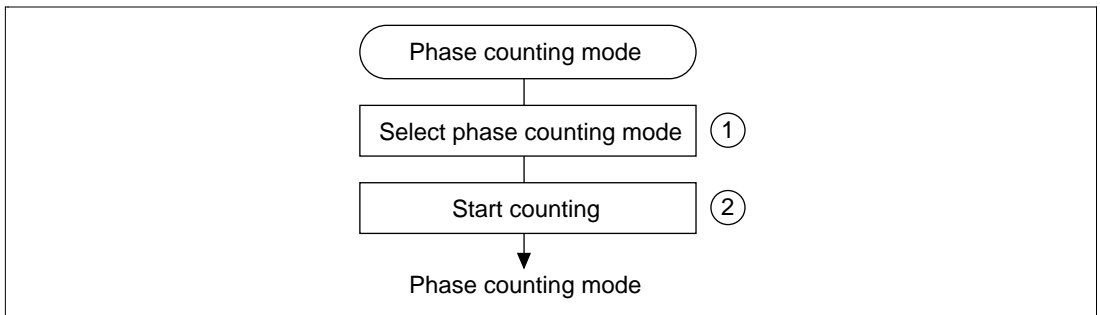 Phase counting mode
Select phase counting mode 1
Start counting 2
Phase counting mode